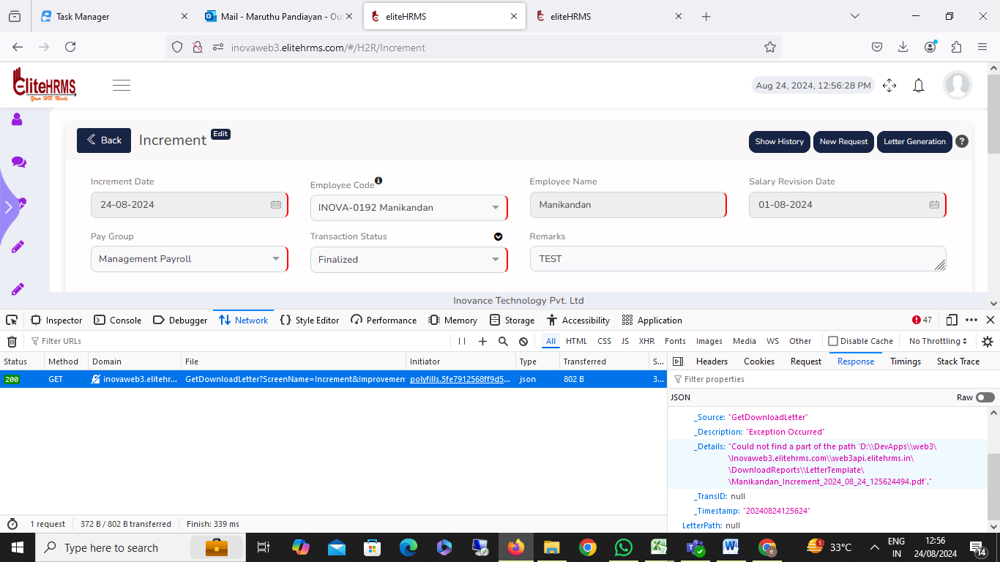 Task Manager
Mail - Maruthu Pandiayan - Ou
eliteHRMS
eliteHRMS
inovaweb3.elitehrms.com/#/H2R/Increment
EliteHRMS
Your HR Needs
Aug 24, 2024, 12:56:28 PM
Back
Increment
Edit
Show History
New Request
Letter Generation
?
Increment Date
Employee Code
Employee Name
Salary Revision Date
24-08-2024
INOVA-0192 Manikandan
Manikandan
01-08-2024
Pay Group
Transaction Status
Remarks
Management Payroll
Finalized
TEST
Inovance Technology Pvt. Ltd
Inspector
Console
Debugger
Network
Style Editor
Performance
Memory
Storage
Accessibility
Application
47
Filter URLs
All
HTML
CSS
JS
XHR
Fonts
Images
Media
WS
Other
Disable Cache
No Throttling
Status
Method
Domain
File
Initiator
Type
Transferred
S...
Headers
Cookies
Request
Response
Timings
Stack Trace
200
GET
inovaweb3.elitehr...
GetDownloadLetter?ScreenName=Increment&Improvemen
polyfills.5fe7912568ff9d5...
json
802 B
3...
Filter properties
JSON
Raw
_Source: "GetDownloadLetter"
_Description: "Exception Occurred"
_Details: "Could not find a part of the path 'D:\\DevApps\\web3\
\Inovaweb3.elitehrms.com\\web3api.elitehrms.in\
\DownloadReports\\LetterTemplate\
\Manikandan_Increment_2024_08_24_125624494.pdf'."
_TransID: null
_Timestamp: "20240824125624"
LetterPath: null
1 request
372 B / 802 B transferred
Finish: 339 ms
Type here to search
1
33°C
ENG
IN
12:56
24/08/2024
14